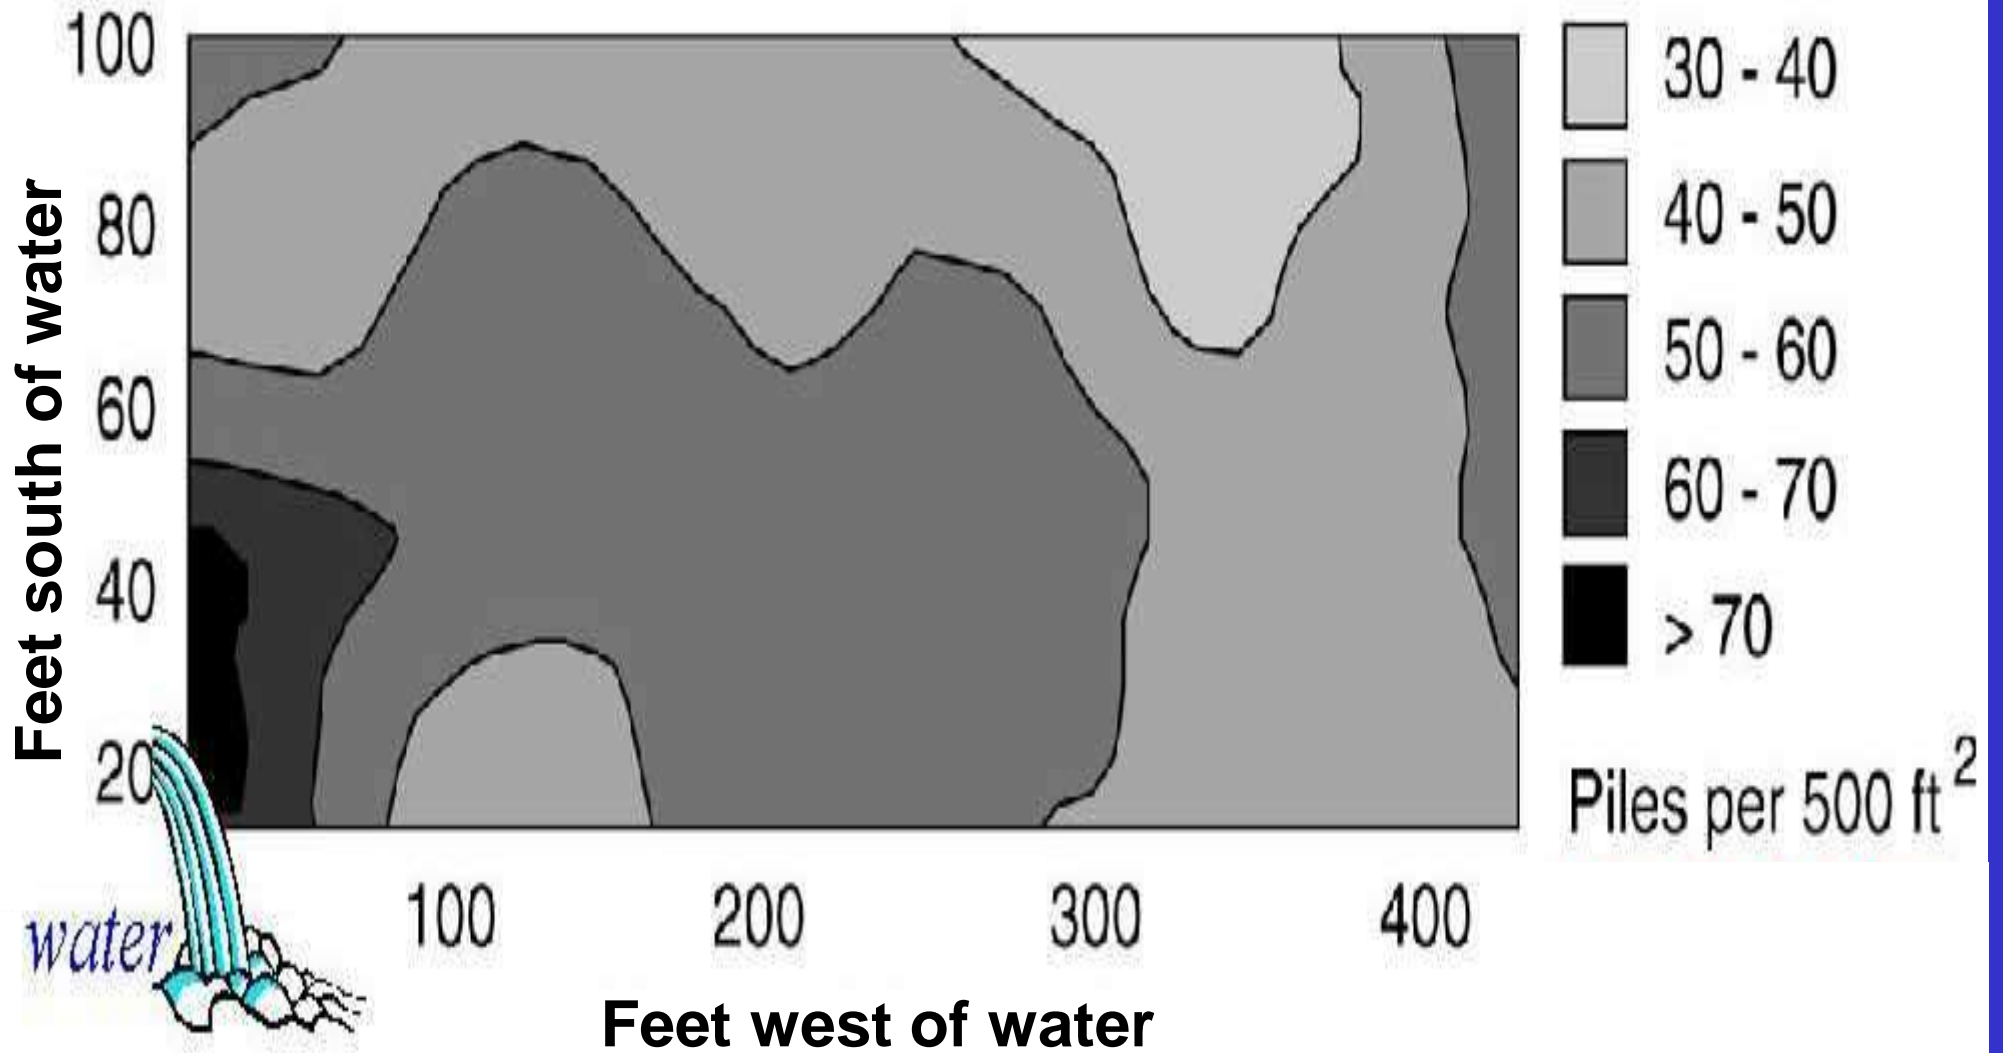 100
80
60
40
20
Feet south of water
30 - 40
40 - 50
50 - 60
60 - 70
> 70
Piles per 500 ft 2
water
100 200 300 400
Feet west of water